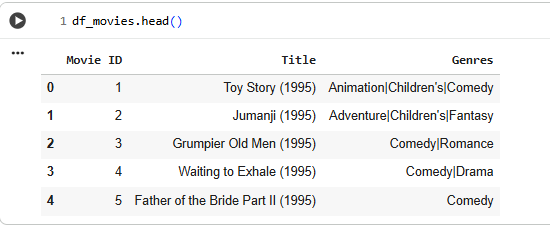 1 df_movies.head()
Movie ID Title Genres
0 1 Toy Story (1995) Animation|Children's|Comedy
1 2 Jumanji (1995) Adventure|Children's|Fantasy
2 3 Grumpier Old Men (1995) Comedy|Romance
3 4 Waiting to Exhale (1995) Comedy|Drama
4 5 Father of the Bride Part II (1995) Comedy